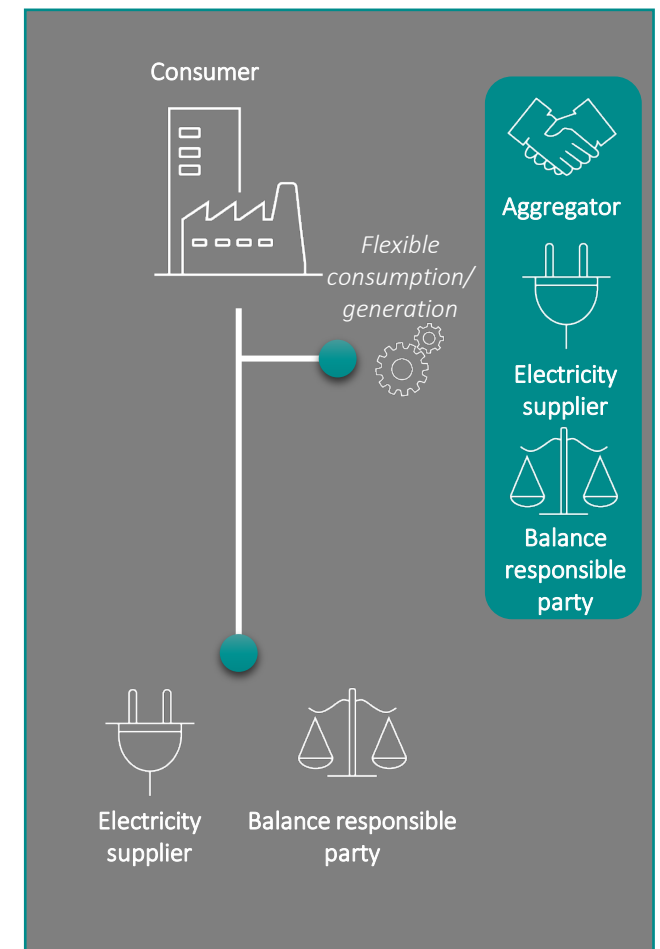 Consumer
Flexible
consumption/
generation
Aggregator
Electricity
supplier
Balance
responsible
party
Electricity
supplier
Balance responsible
party